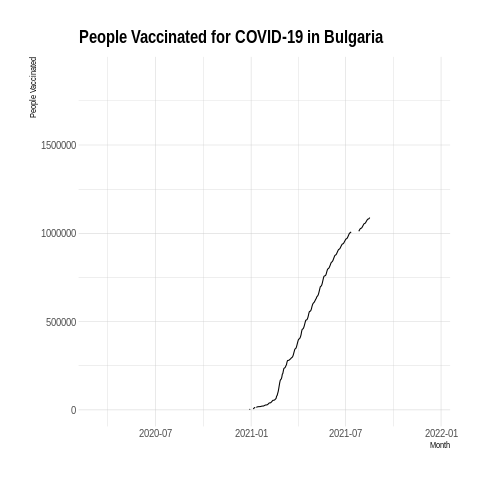 People Vaccinated for COVID-19 in Bulgaria
People Vaccinated
1500000
1000000
500000
0
2020-07 2021-01 2021-07 2022-01
Month